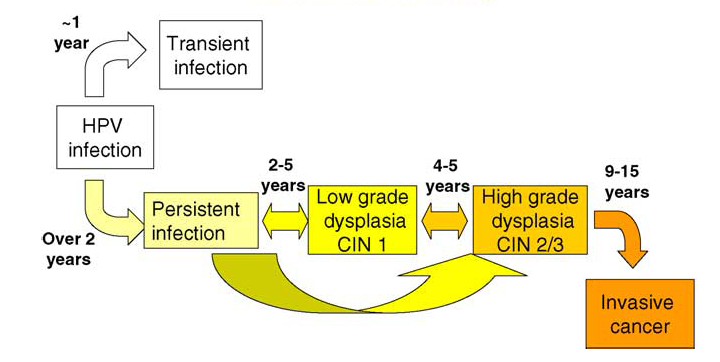 ~1
year
Transient
infection
HPV
infection
Over 2
years
Persistent
infection
2-5
years
Low grade
dysplasia
CIN 1
4-5
years
High grade
dysplasia
CIN 2/3
9-15
years
Invasive
cancer